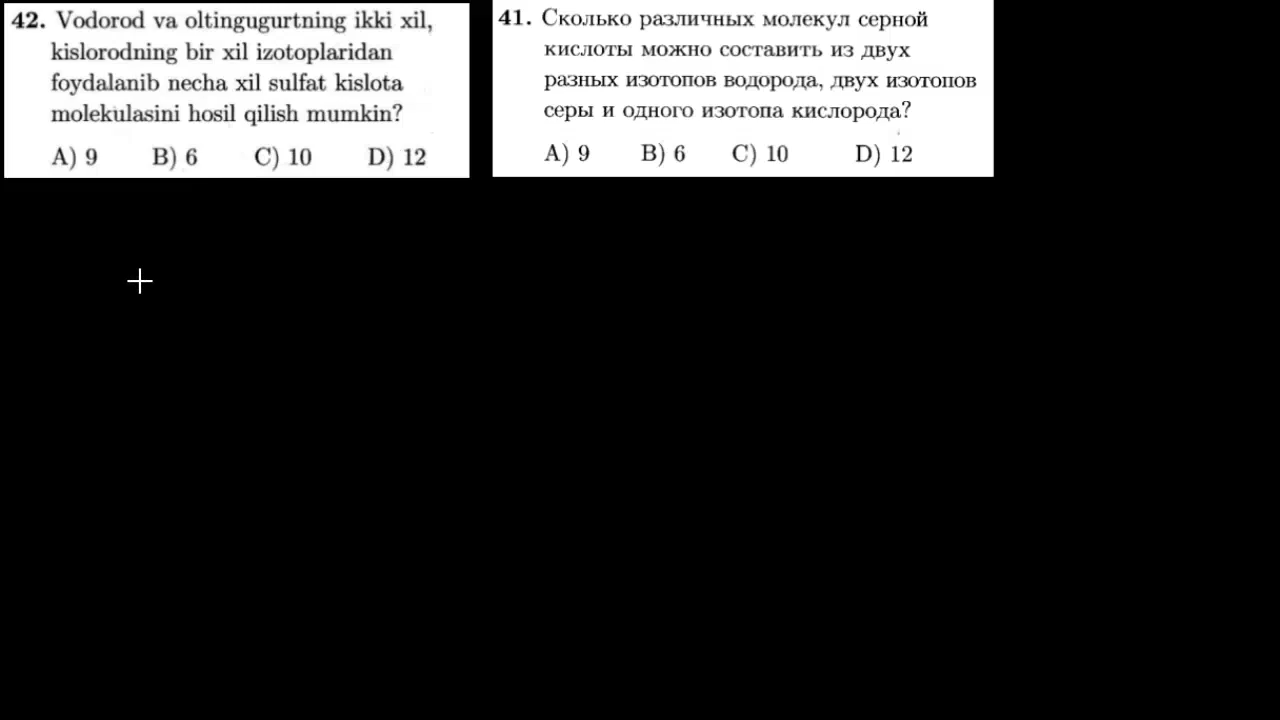 42. Vodorod va oltingugurtning ikki xil,
kislorodning bir xil izotoplaridan
foydalanib necha xil sulfat kislota
molekulasini hosil qilish mumkin?
A) 9 B) 6 C) 10 D) 12
41. Сколько различных молекул серной
кислоты можно составить из двух
разных изотопов водорода, двух изотопов
серы и одного изотопа кислорода?
A) 9 B) 6 C) 10 D) 12